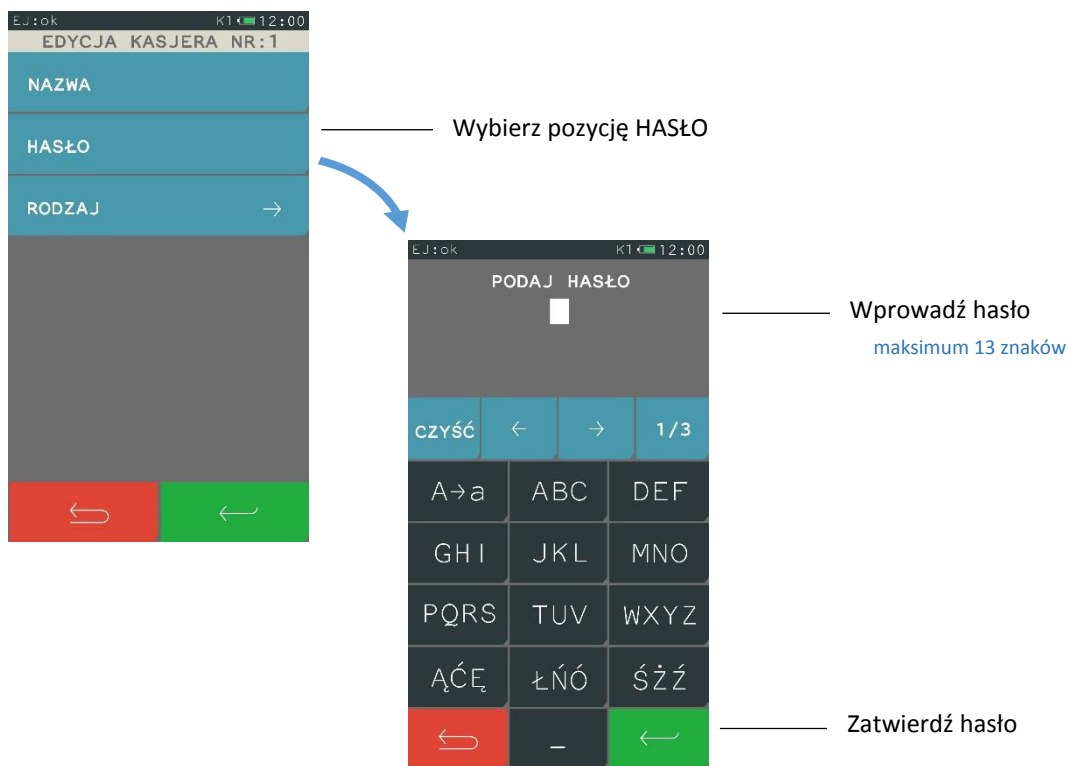 EJ:ok K1 12:00
EDYCJA KASJERA NR:1
NAZWA
HASŁO
RODZAJ →
Wybierz pozycję HASŁO
EJ:ok K1 12:00
PODAJ HASŁO
Wprowadź hasło
maksimum 13 znaków
CZYŚĆ ← → 1/3
A→a ABC DEF
GHI JKL MNO
PQRS TUV WXYZ
ĄĆĘ ŁŃÓ ŚŻŹ
_
Zatwierdź hasło